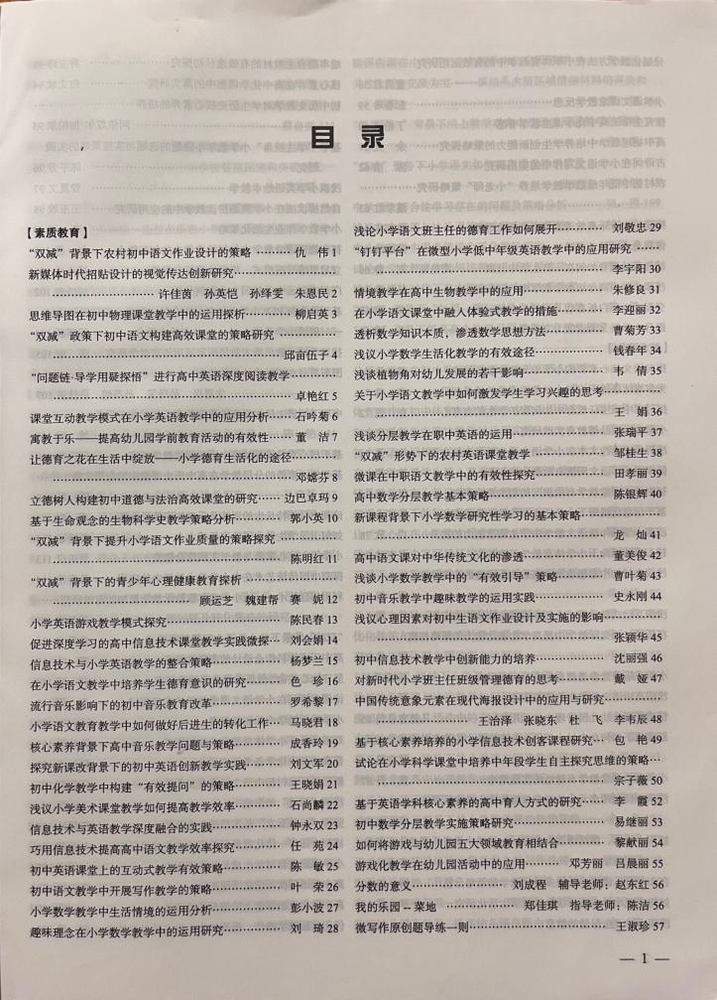 目 录
【素质教育】
“双减”背景下农村初中语文作业设计的策略 ……… 仇 伟 1
新媒体时代招贴设计的视觉传达创新研究…………………
………………… 许佳茵 孙英恺 孙绎雯 朱恩民 2
思维导图在初中物理课堂教学中的运用探析………… 柳启英 3
“双减”政策下初中语文构建高效课堂的策略研究 …………
………………………………………………… 邱亩伍子 4
“问题链·导学用疑探悟”进行高中英语深度阅读教学…………
………………………………………………… 卓艳红 5
课堂互动教学模式在小学英语教学中的应用分析…… 石吟菊 6
寓教于乐——提高幼儿园学前教育活动的有效性…… 董 洁 7
让德育之花在生活中绽放——小学德育生活化的途径…………
………………………………………………… 邓嫦芬 8
立德树人构建初中道德与法治高效课堂的研究…… 边巴卓玛 9
基于生命观念的生物科学史教学策略分析………… 郭小英 10
“双减”背景下提升小学语文作业质量的策略探究 …………
………………………………………………… 陈明红 11
“双减”背景下的青少年心理健康教育探析 …………………
………………………… 顾运芝 魏建帮 赛 妮 12
小学英语游戏教学模式探究………………………… 陈民春 13
促进深度学习的高中信息技术课堂教学实践微探… 刘会娟 14
信息技术与小学英语教学的整合策略……………… 杨梦兰 15
在小学语文教学中培养学生德育意识的研究……… 色 珍 16
流行音乐影响下的初中音乐教育改革……………… 罗希黎 17
小学语文教育教学中如何做好后进生的转化工作… 马晓君 18
核心素养背景下高中音乐教学问题与策略………… 成香玲 19
探究新课改背景下的初中英语创新教学实践……… 刘文军 20
初中化学教学中构建“有效提问”的策略………… 王晓娟 21
浅议小学美术课堂教学如何提高教学效率………… 石尚麟 22
信息技术与英语教学深度融合的实践……………… 钟永双 23
巧用信息技术提高高中语文教学效率探究………… 任 苑 24
初中英语课堂上的互动式教学有效策略…………… 陈 敏 25
初中语文教学中开展写作教学的策略……………… 叶 荣 26
小学数学教学中生活情境的运用分析……………… 彭小波 27
趣味理念在小学数学教学中的运用研究…………… 刘 琦 28
浅论小学语文班主任的德育工作如何展开………… 刘敬忠 29
“钉钉平台”在微型小学低中年级英语教学中的应用研究 ……
………………………………………………… 李宇阳 30
情境教学在高中生物教学中的应用………………… 朱修良 31
在小学语文课堂中融人体验式教学的措施………… 李迎丽 32
透析数学知识本质，渗透数学思想方法…………… 曹菊芳 33
浅议小学数学生活化教学的有效途径……………… 钱春年 34
浅谈植物角对幼儿发展的若干影响………………… 韦 倩 35
关于小学语文教学中如何激发学生学习兴趣的思考…………
………………………………………………… 王 娟 36
浅谈分层教学在职中英语的运用…………………… 张瑞平 37
“双减”形势下的农村英语课堂教学 ……………… 邹桂生 38
微课在中职语文教学中的有效性探究……………… 田孝丽 39
高中数学分层教学基本策略………………………… 陈银辉 40
新课程背景下小学数学研究性学习的基本策略………………
………………………………………………… 龙 灿 41
高中语文课对中华传统文化的渗透………………… 董美俊 42
浅谈小学数学教学中的“有效引导”策略………… 曹叶菊 43
初中音乐教学中趣味教学的运用实践……………… 史永刚 44
浅议心理因素对初中生语文作业设计及实施的影响…………
………………………………………………… 张颖华 45
初中信息技术教学中创新能力的培养……………… 沈丽强 46
对新时代小学班主任班级管理德育的思考………… 戴 娅 47
中国传统意象元素在现代海报设计中的应用与研究…………
………………… 王治泽 张晓东 杜 飞 李韦辰 48
基于核心素养培养的小学信息技术创客课程研究… 包 艳 49
试论在小学科学课堂中培养中年段学生自主探究思维的策略…
………………………………………………… 宗子薇 50
基于英语学科核心素养的高中育人方式的研究…… 李 霞 52
初中数学分层教学实施策略研究…………………… 易继丽 53
如何将游戏与幼儿园五大领域教育相结合………… 黎献丽 54
游戏化教学在幼儿园活动中的应用……… 邓芳丽 吕晨丽 55
分数的意义………………… 刘成程 辅导老师：赵东红 56
我的乐园--菜地 ……………… 郑佳琪 指导老师：陈洁 56
微写作原创题导练一则……………………………… 王淑珍 57
— 1 —